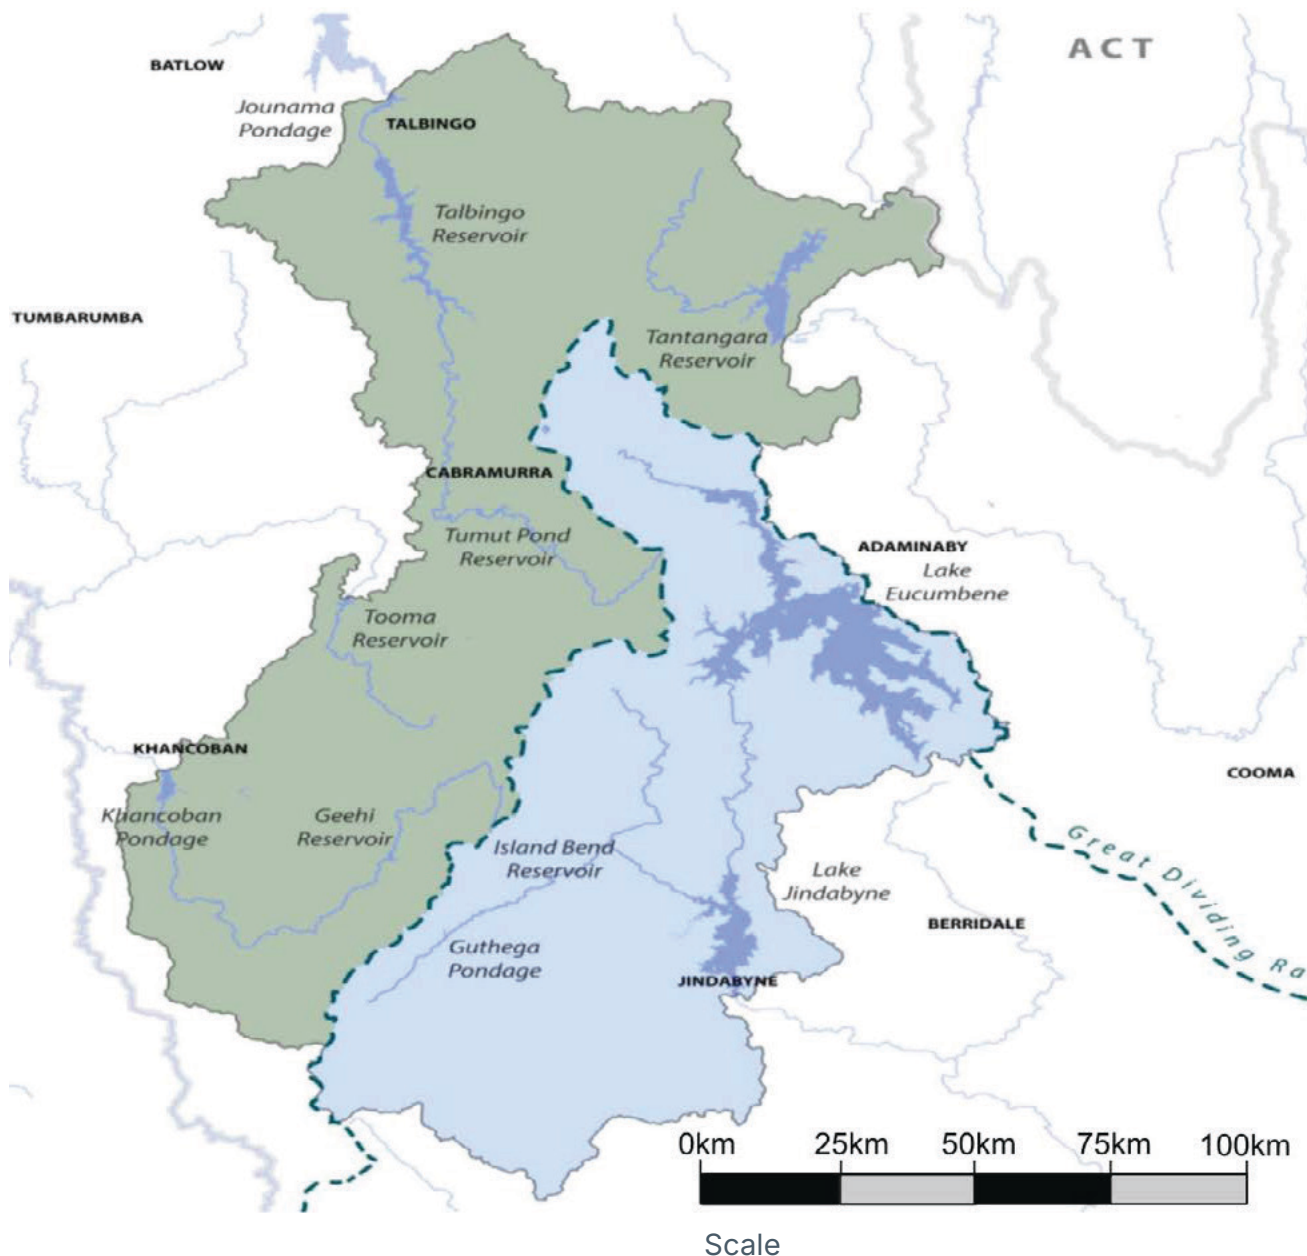 ACT
BATLOW
Jounama
Pondage
TALBINGO
Talbingo
Reservoir
TUMBARUMBA
Tantangara
Reservoir
CABRAMURRA
Tumut Pond
Reservoir
ADAMINABY
Lake
Eucumbene
Tooma
Reservoir
KHANCOBAN
COOMA
Khancoban
Pondage
Geehi
Reservoir
Great Dividing Ra
Island Bend
Reservoir
Lake
Jindabyne
BERRIDALE
Guthega
Pondage
JINDABYNE
0km 25km 50km 75km 100km
Scale